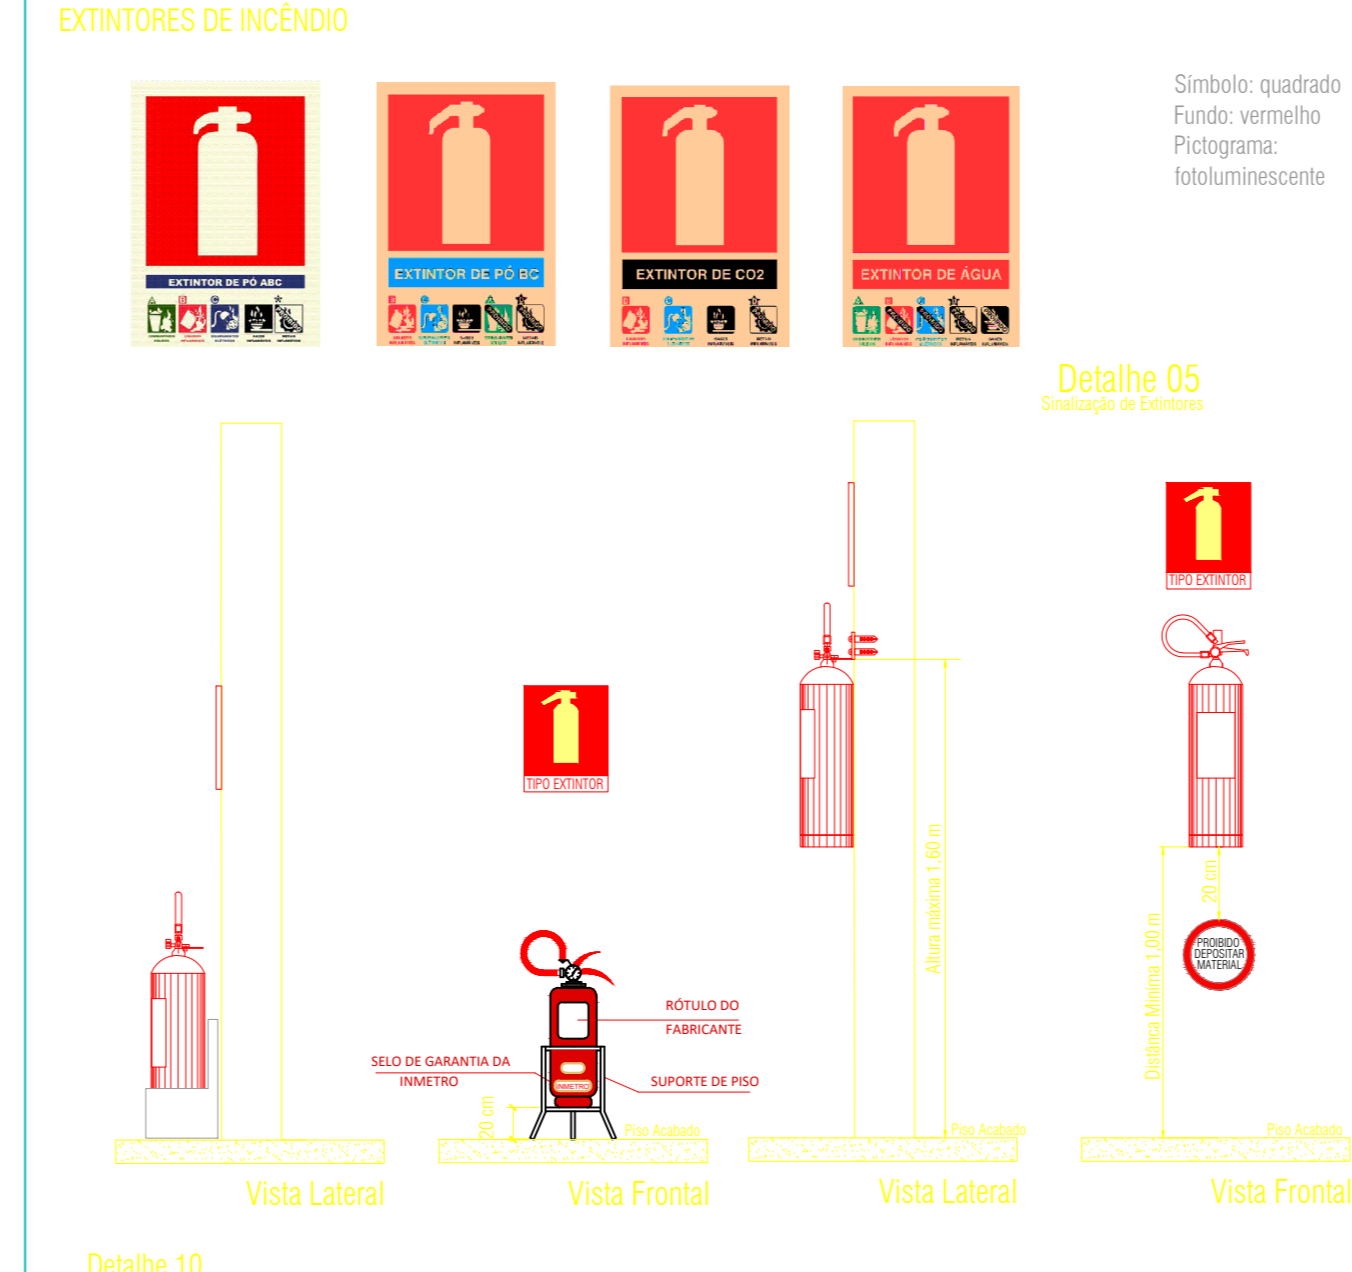 EXTINTORES DE INCÊNDIO
Símbolo: quadrado
Fundo: vermelho
Pictograma:
fotoluminescente
EXTINTOR DE PÓ ABC
EXTINTOR DE PÓ BC
EXTINTOR DE CO2
EXTINTOR DE ÁGUA
Detalhe 05
Sinalização de Extintores
TIPO EXTINTOR
TIPO EXTINTOR
RÓTULO DO
FABRICANTE
SELO DE GARANTIA DA
INMETRO
INMETRO
SUPORTE DE PISO
20 cm
Piso Acabado
Altura máxima 1,60 m
Piso Acabado
20 cm
PROIBIDO
DEPOSITAR
MATERIAL
Distânca Mínima 1,00 m
Piso Acabado
Vista Lateral
Vista Frontal
Vista Lateral
Vista Frontal
Detalhe 10